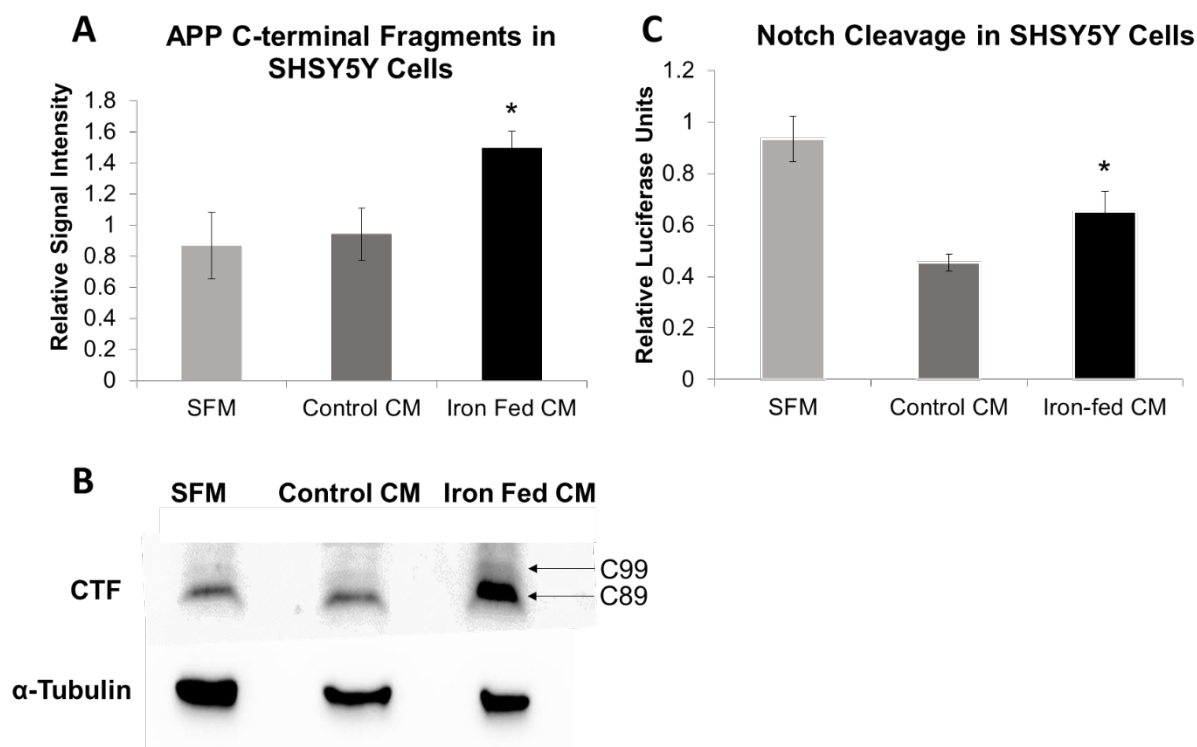 A
APP C-terminal Fragments in
SHSY5Y Cells
Relative Signal Intensity
1.8
1.6
1.4
1.2
1
0.8
0.6
0.4
0.2
0
*
SFM
Control CM
Iron Fed CM
C
Notch Cleavage in SHSY5Y Cells
Relative Luciferase Units
1.2
1
0.8
0.6
0.4
0.2
0
*
SFM
Control CM
Iron-fed CM
B
SFM
Control CM
Iron Fed CM
CTF
C99
C89
α-Tubulin